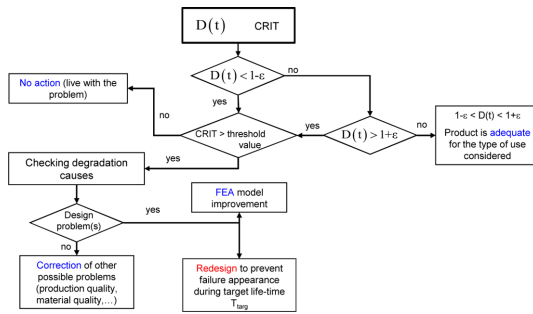 D(t) CRIT
D(t) < 1-ε
no
yes
No action (live with the
problem)
no
CRIT > threshold
value
yes
D(t) > 1+ε
no
1-ε < D(t) < 1+ε
Product is adequate
for the type of use
considered
yes
Checking degradation
causes
FEA model
improvement
Design
problem(s)
yes
no
Correction of other
possible problems
(production quality,
material quality,...)
Redesign to prevent
failure appearance
during target life-time
Ttarg